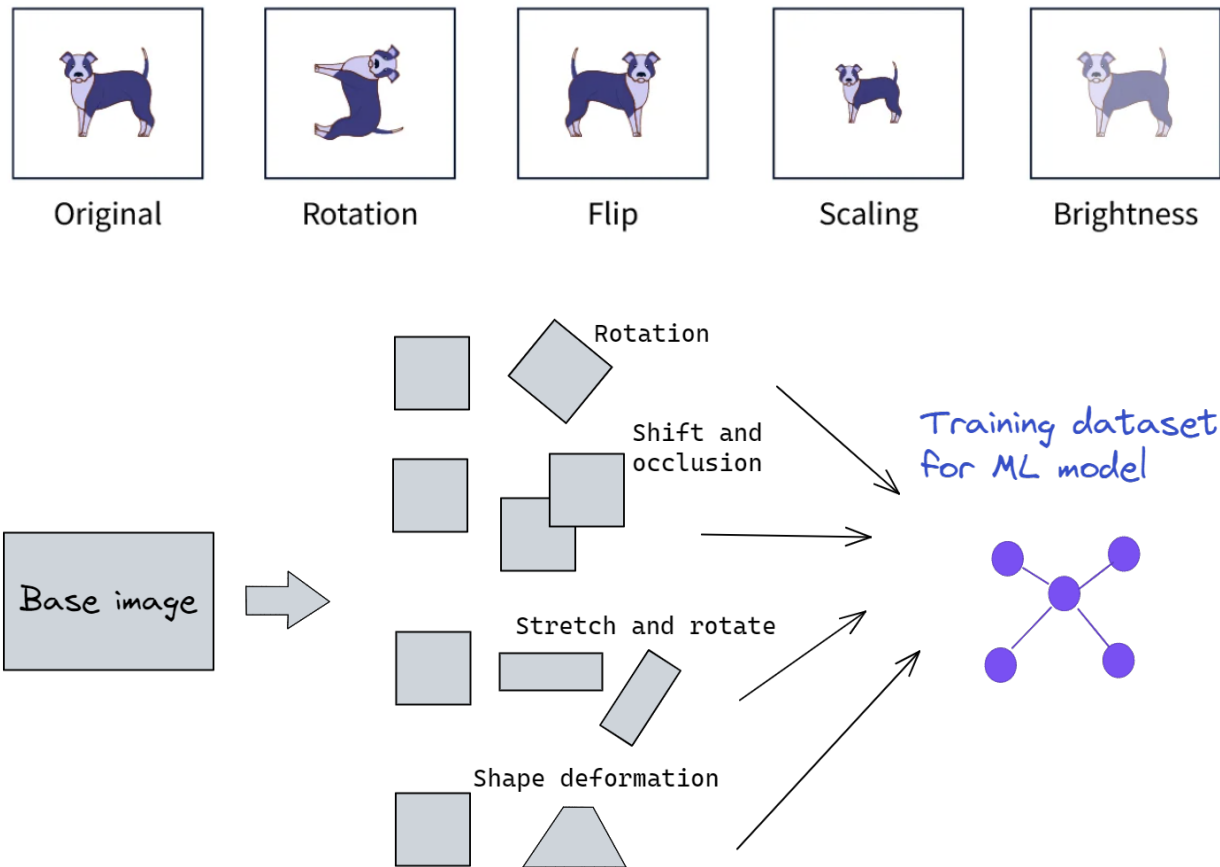 Original
Rotation
Flip
Scaling
Brightness
Rotation
Shift and
occlusion
Training dataset
for ML model
Base image
Stretch and rotate
Shape deformation